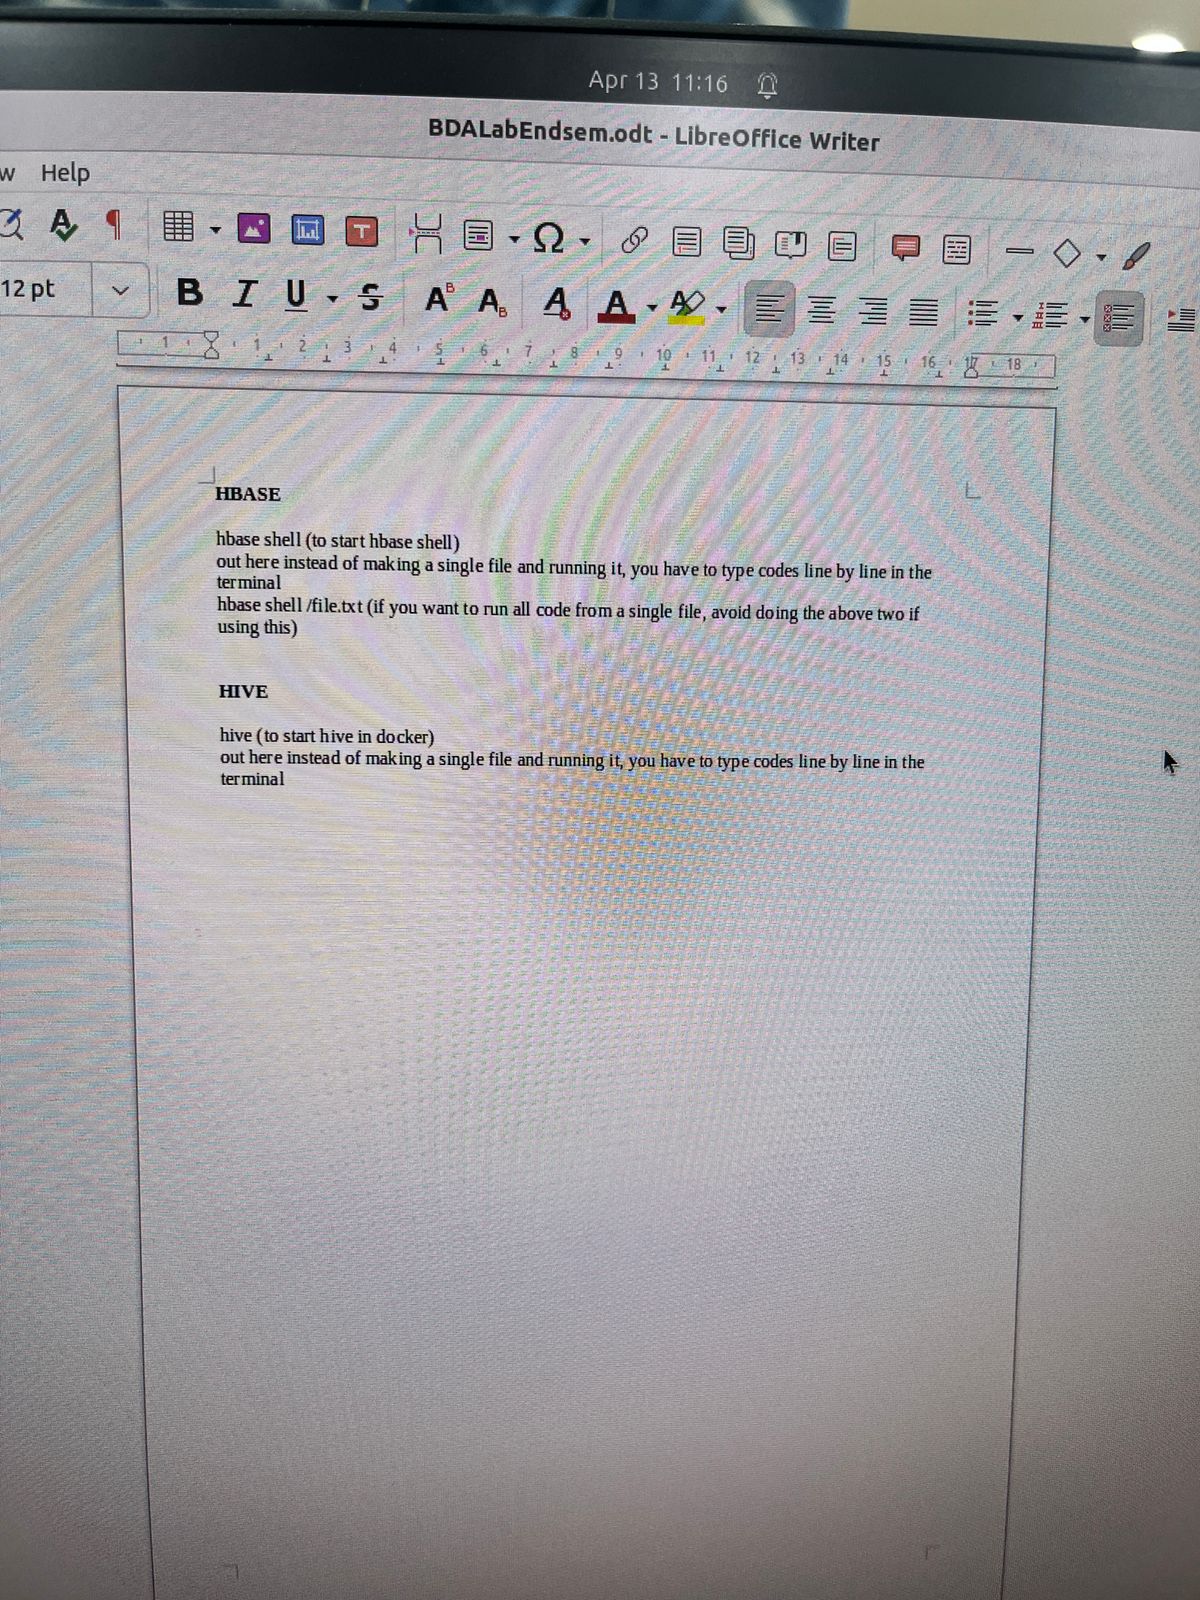 Apr 13 11:16
BDALabEndsem.odt - LibreOffice Writer
w Help
12 pt
B I U S A^B A_B A A A
1 1 2 3 4 5 6 7 8 9 10 11 12 13 14 15 16 17 18
HBASE
hbase shell (to start hbase shell)
out here instead of making a single file and running it, you have to type codes line by line in the
terminal
hbase shell /file.txt (if you want to run all code from a single file, avoid doing the above two if
using this)
HIVE
hive (to start hive in docker)
out here instead of making a single file and running it, you have to type codes line by line in the
terminal